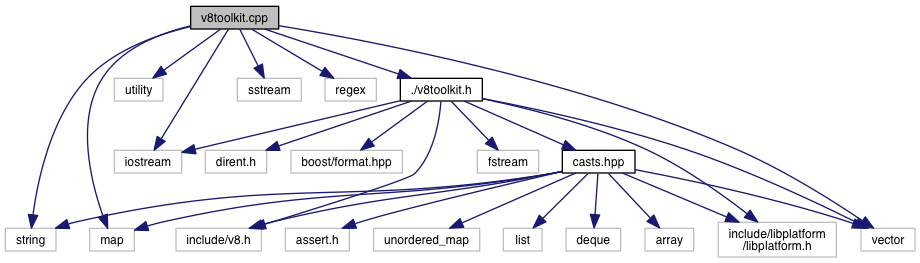 v8toolkit.cpp
utility
sstream
regex
./v8toolkit.h
iostream
dirent.h
boost/format.hpp
fstream
casts.hpp
string
map
include/v8.h
assert.h
unordered_map
list
deque
array
include/libplatform
/libplatform.h
vector